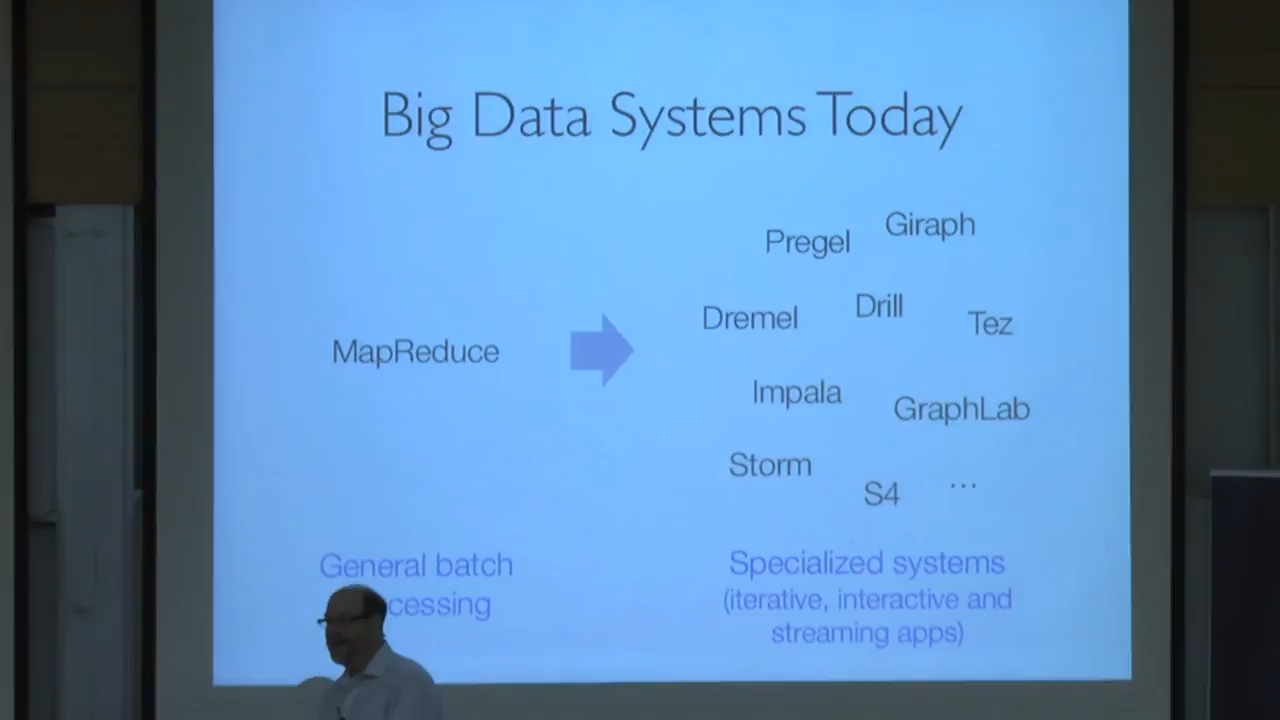 Big Data Systems Today
Pregel
Giraph
Dremel
Drill
Tez
MapReduce
Impala
GraphLab
Storm
S4
...
General batch
cessing
Specialized systems
(iterative, interactive and
streaming apps)